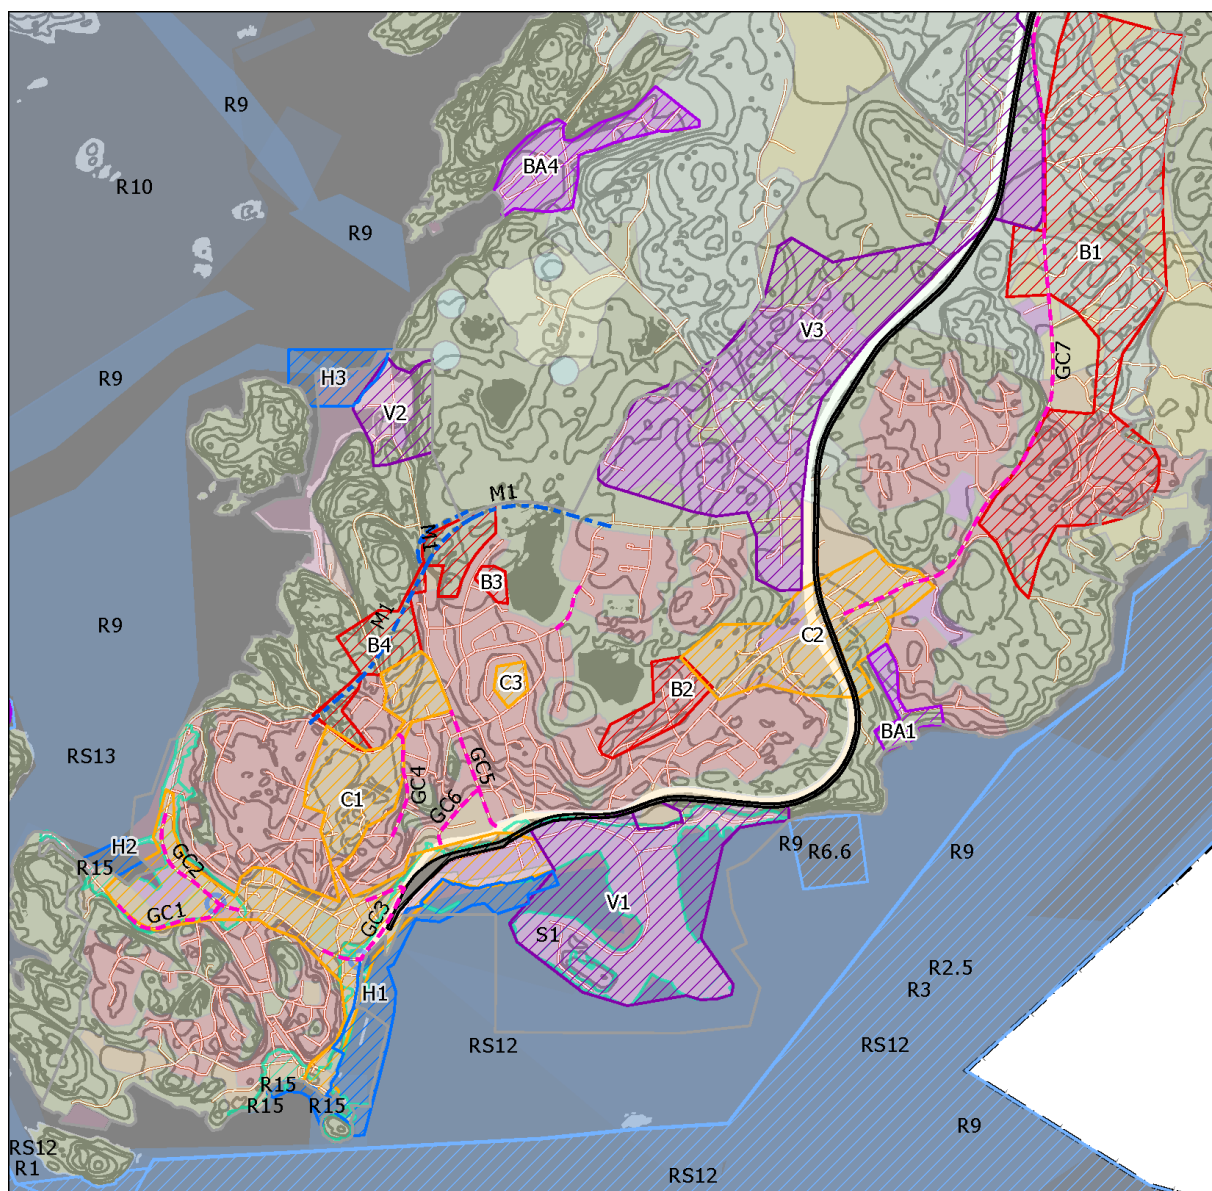 R9
BA4
R10
R9
B1
V3
GC7
R9
H3
V2
M1
M1
B3
M1
R9
B4
C2
C3
B2
BA1
RS13
GC5
GC4
C1
GC6
H2
R9
R6.6
R9
R15
GC2
V1
GC1
GC3
S1
R2.5
H1
R3
RS12
RS12
R15
R15
R15
R9
RS12
R1
RS12